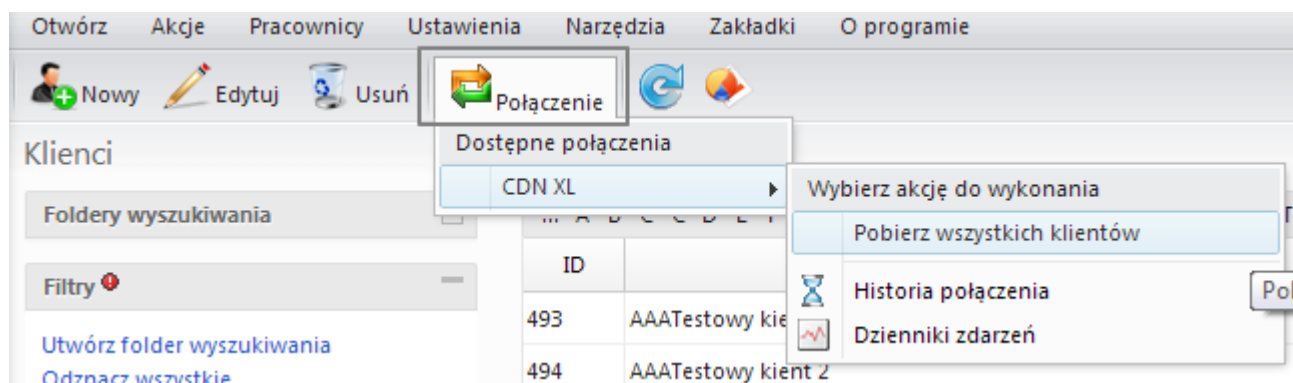 Otwórz Akcje Pracownicy Ustawienia Narzędzia Zakładki O programie
Nowy Edytuj Usuń Połączenie
Klienci
Dostępne połączenia
CDN XL
Wybierz akcję do wykonania
Pobierz wszystkich klientów
Historia połączenia
Dzienniki zdarzeń
Foldery wyszukiwania
Filtry
Utwórz folder wyszukiwania
Odznacz wszystkie
ID
493 AAATestowy kie
494 AAATestowy kient 2